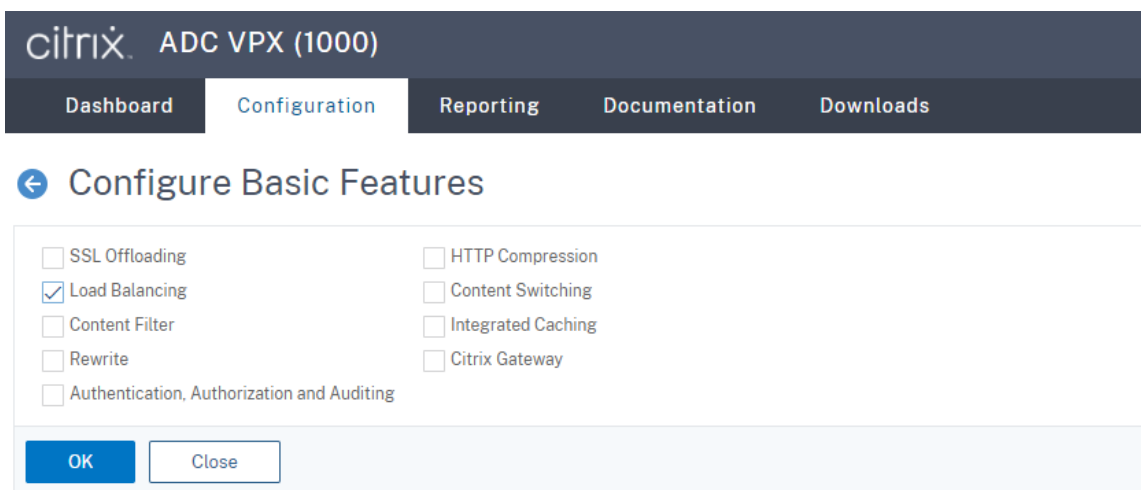 citrix. ADC VPX (1000)
Dashboard Configuration Reporting Documentation Downloads
Configure Basic Features
SSL Offloading HTTP Compression
Load Balancing Content Switching
Content Filter Integrated Caching
Rewrite Citrix Gateway
Authentication, Authorization and Auditing
OK Close